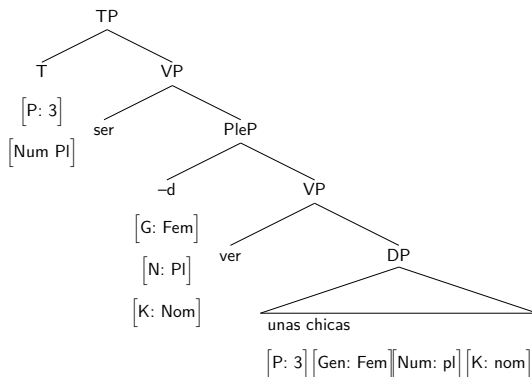 TP
T VP
[P: 3]
[Num Pl] ser PleP
–d VP
[G: Fem]
[N: Pl] ver DP
[K: Nom]
unas chicas
[P: 3] [Gen: Fem] [Num: pl] [K: nom]